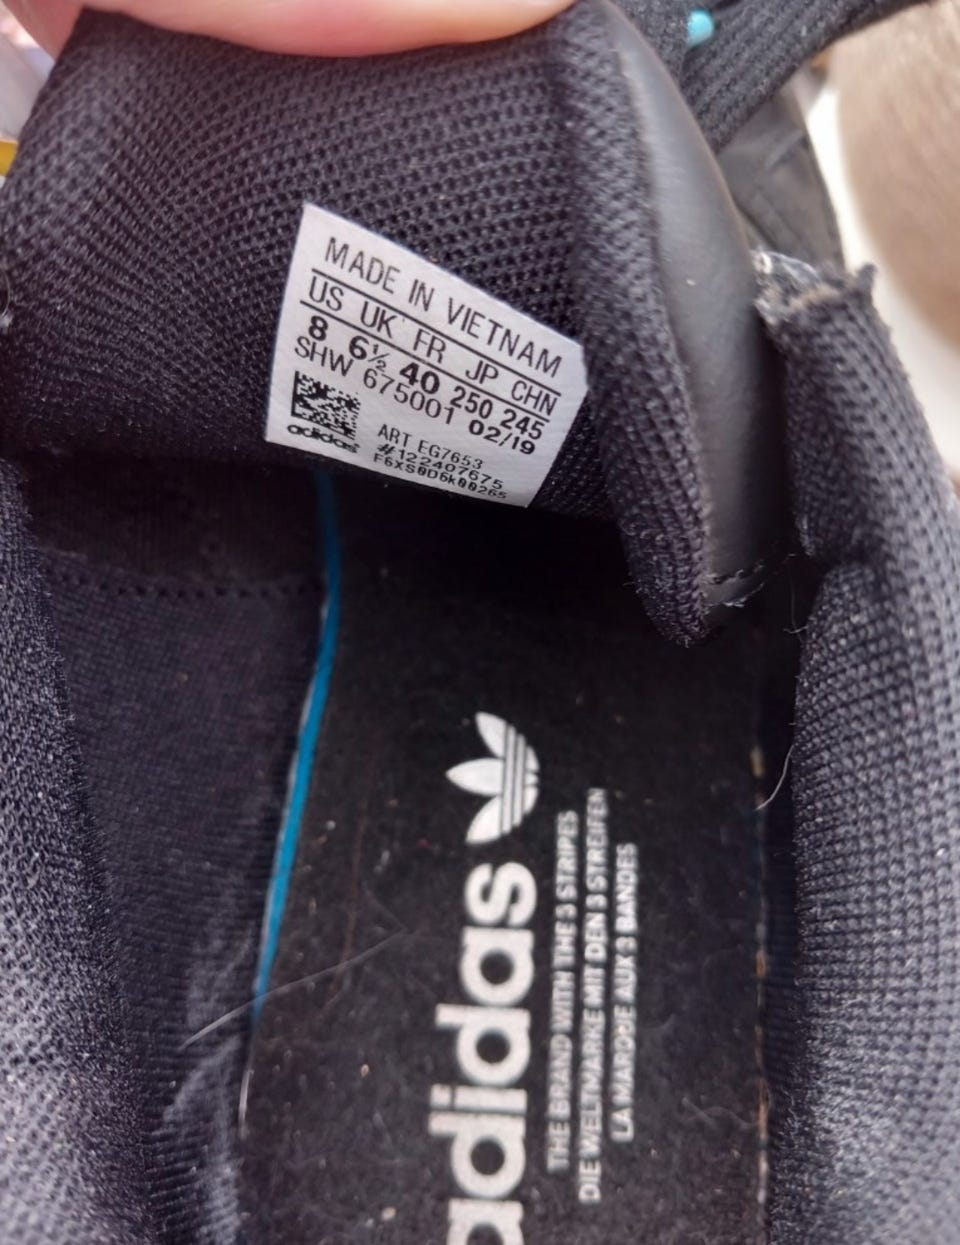 MADE IN VIETNAM
US UK FR JP CHN
8 6½ 40 250 245
SHW 675001 02/19
ART EG7653
#122407675
F6XS0D6k00265
adidas
adidas
THE BRAND WITH THE 3 STRIPES
DIE WELTMARKE MIT DEN 3 STREIFEN
LA MARQUE AUX 3 BANDES